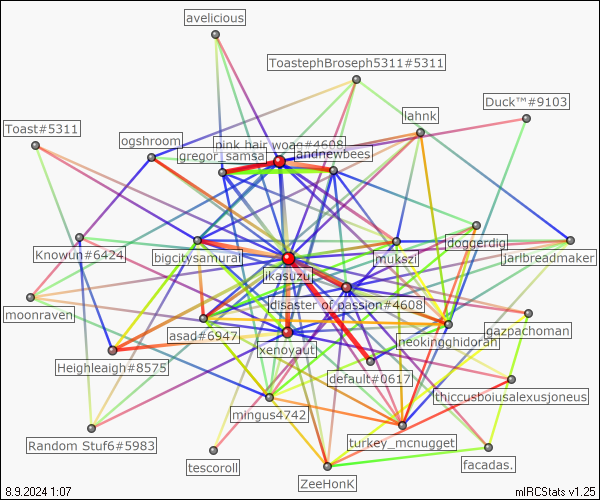 avelicious
ToastephBroseph5311#5311
Duck™#9103
lahnk
Toast#5311
ogshroom
pink hair woag#4608
gregor_samsa
andnewbees
doggerdig
Knowun#6424
bigcitysamurai
mukszi
jarlbreadmaker
ikasuzu
moonraven
disaster of passion#4608
gazpachoman
asad#6947
neokingghidorah
xenoyaut
Heighleaigh#8575
default#0617
thiccusboiusalexusjoneus
mingus4742
Random Stuf6#5983
turkey_mcnugget
tescoroll
facadas.
ZeeHonK
8.9.2024 1:07
mIRCStats v1.25